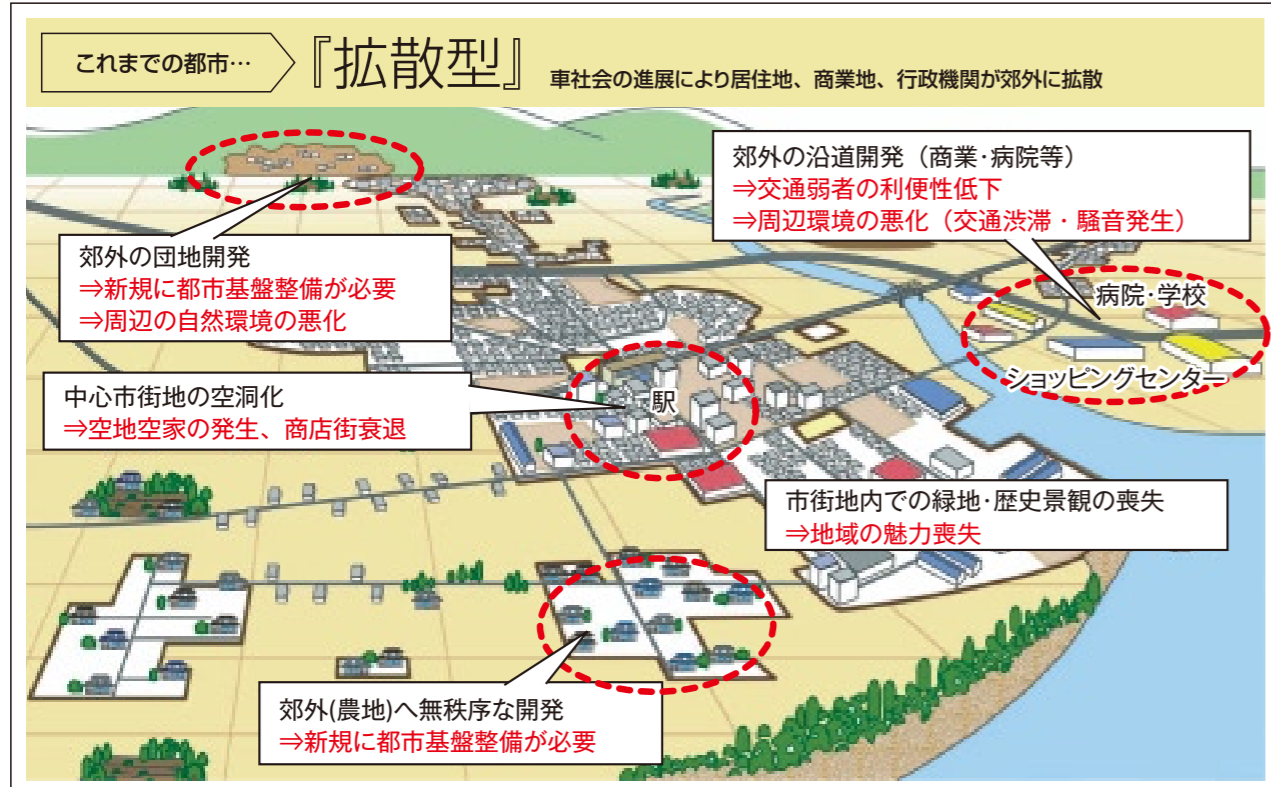 これまでの都市…
『拡散型』
車社会の進展により居住地、商業地、行政機関が郊外に拡散
郊外の沿道開発（商業・病院等）
⇒交通弱者の利便性低下
⇒周辺環境の悪化（交通渋滞・騒音発生）
郊外の団地開発
⇒新規に都市基盤整備が必要
⇒周辺の自然環境の悪化
病院・学校
ショッピングセンター
中心市街地の空洞化
⇒空地空家の発生、商店街衰退
駅
市街地内での緑地・歴史景観の喪失
⇒地域の魅力喪失
郊外(農地)へ無秩序な開発
⇒新規に都市基盤整備が必要